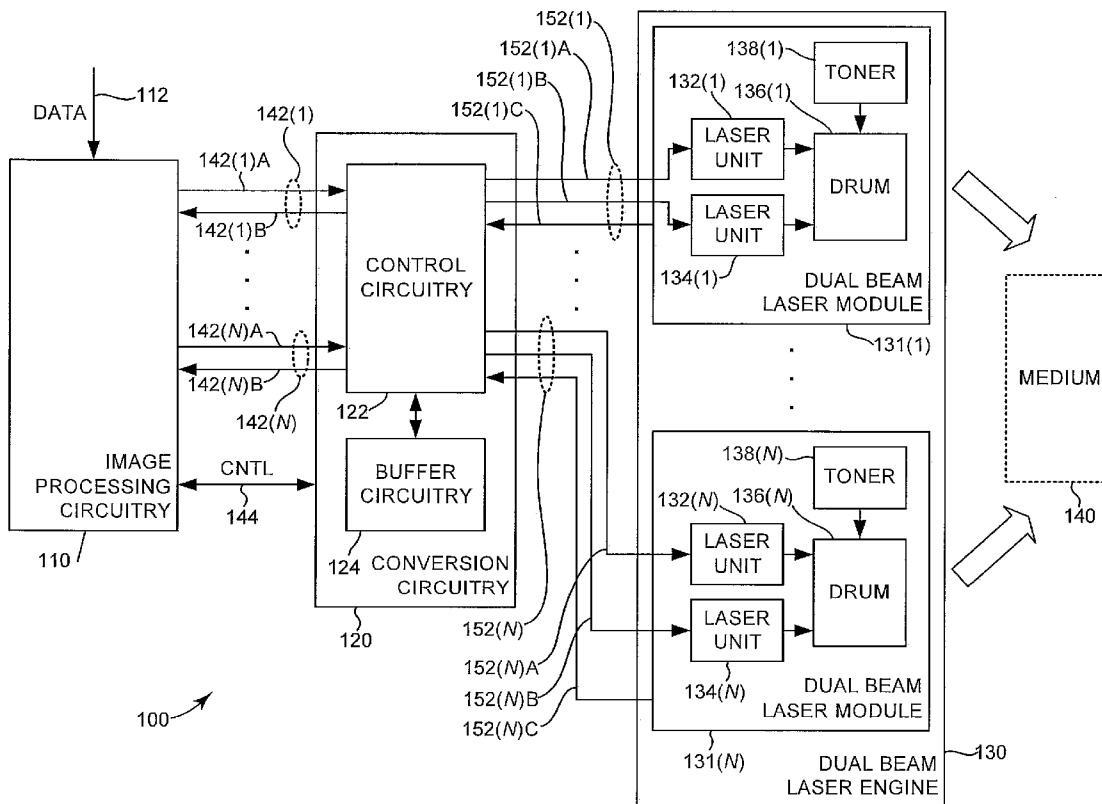 152(1)
152(1)A
152(1)B
152(1)C
138(1)
TONER
132(1)
136(1)
112
DATA
142(1)
142(1)A
LASER
UNIT
DRUM
142(1)B
LASER
UNIT
134(1)
CONTROL
CIRCUITRY
DUAL BEAM
LASER MODULE
131(1)
142(N)A
142(N)B
142(N)
122
MEDIUM
140
IMAGE
PROCESSING
CIRCUITRY
110
CNTL
144
BUFFER
CIRCUITRY
124
CONVERSION
CIRCUITRY
120
138(N)
TONER
132(N)
136(N)
LASER
UNIT
DRUM
LASER
UNIT
134(N)
152(N)
152(N)A
152(N)B
152(N)C
DUAL BEAM
LASER MODULE
131(N)
100
130
DUAL BEAM
LASER ENGINE